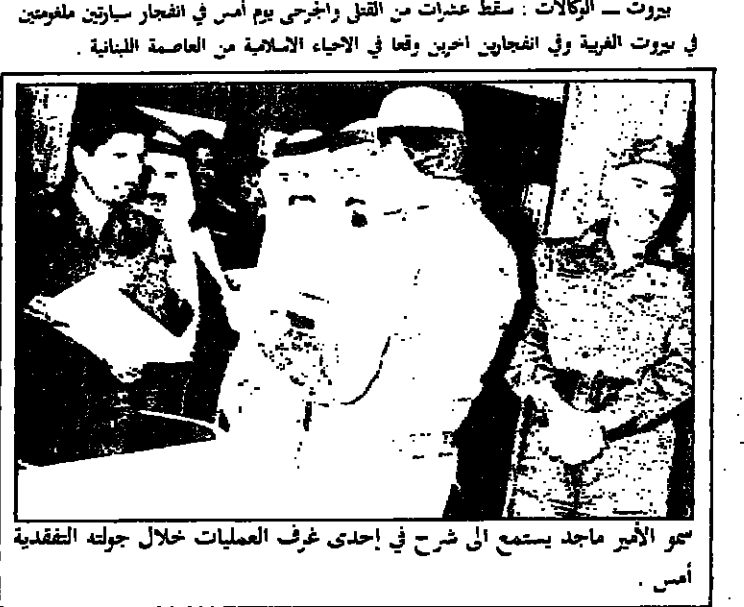 بيروت — الوكالات : سقط عشرات من القتلى والجرحى يوم أمس في انفجار سيارتين ملغومتين
في بيروت الغربية وفي انفجارين اخرين وقعا في الاحياء الاسلامية من العاصمة اللبنانية .
سمو الأمير ماجد يستمع الى شرح في إحدى غرف العمليات خلال جولته التفقدية
أمس .